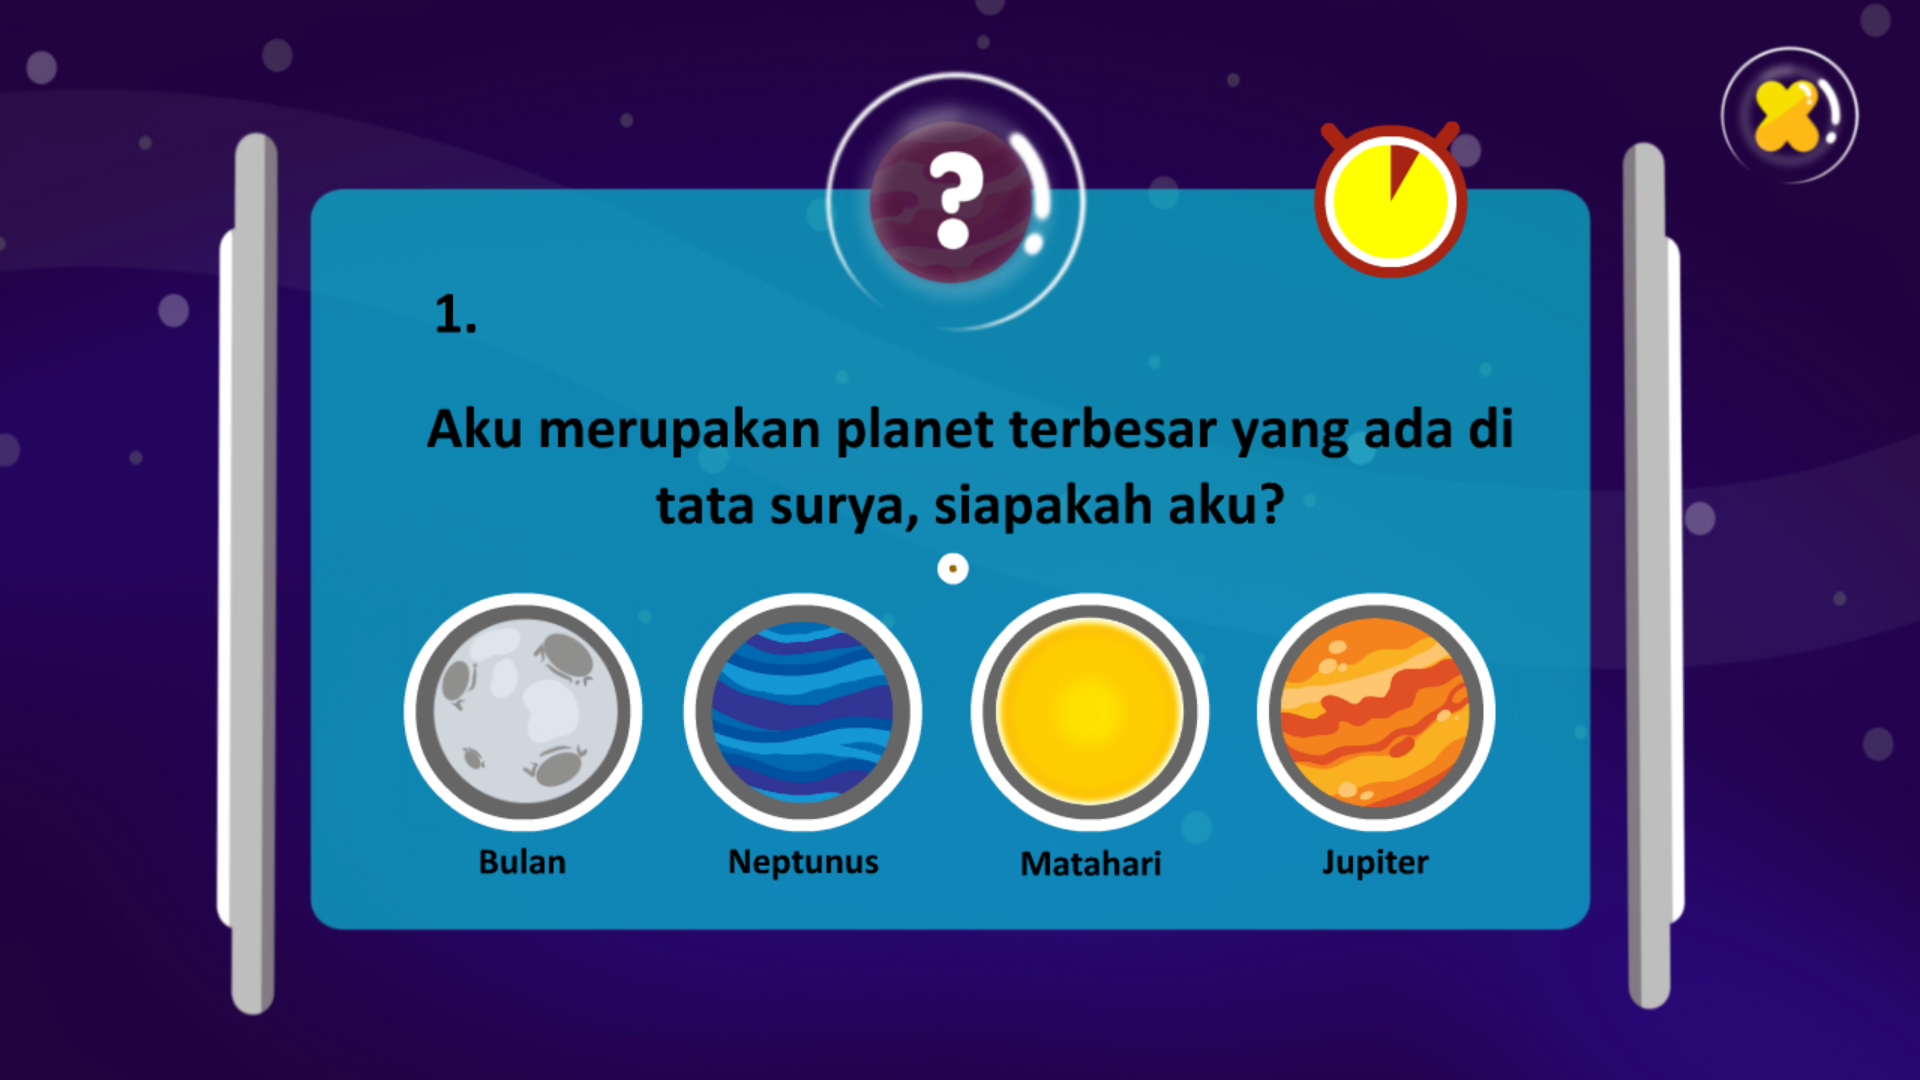 1.
Aku merupakan planet terbesar yang ada di
tata surya, siapakah aku?
Bulan Neptunus Matahari Jupiter